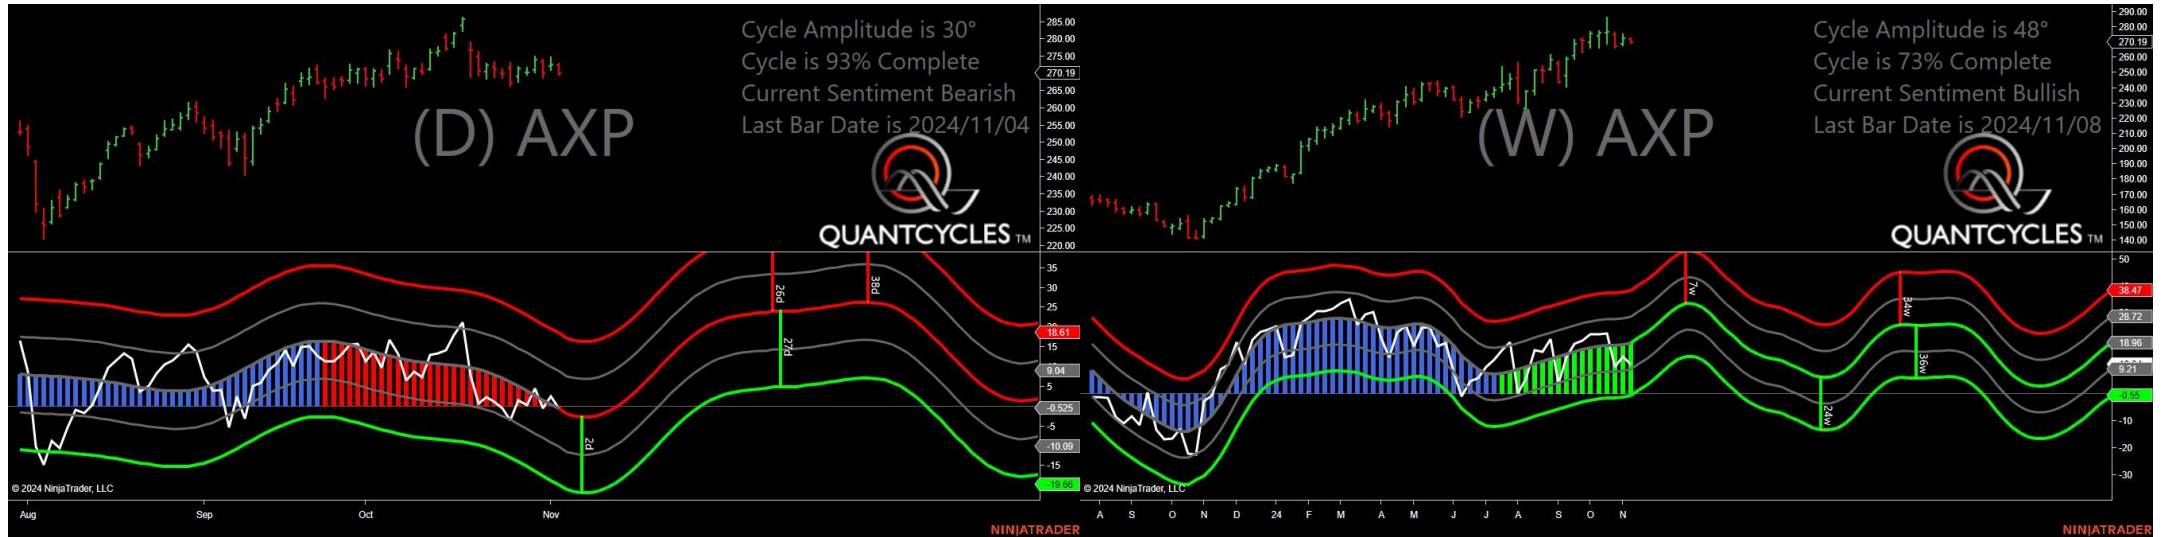 Cycle Amplitude is 30°
Cycle is 93% Complete
Current Sentiment Bearish
Last Bar Date is 2024/11/04
(D) AXP
QUANTCYCLES TM
285.00
280.00
275.00
270.19
265.00
260.00
255.00
250.00
245.00
240.00
235.00
230.00
225.00
220.00
26d
38d
27d
2d
35
30
25
18.61
15
9.04
5
-0.525
-5
-10.09
-15
-19.66
© 2024 NinjaTrader, LLC
Aug Sep Oct Nov
NINJATRADER
Cycle Amplitude is 48°
Cycle is 73% Complete
Current Sentiment Bullish
Last Bar Date is 2024/11/08
(W) AXP
QUANTCYCLES TM
290.00
280.00
270.19
260.00
250.00
240.00
230.00
220.00
210.00
200.00
190.00
180.00
170.00
160.00
150.00
140.00
7w
34w
36w
24w
50
38.47
28.72
18.96
9.21
-0.55
-10
-20
-30
© 2024 NinjaTrader, LLC
A S O N D 24 F M A M J J A S O N
NINJATRADER